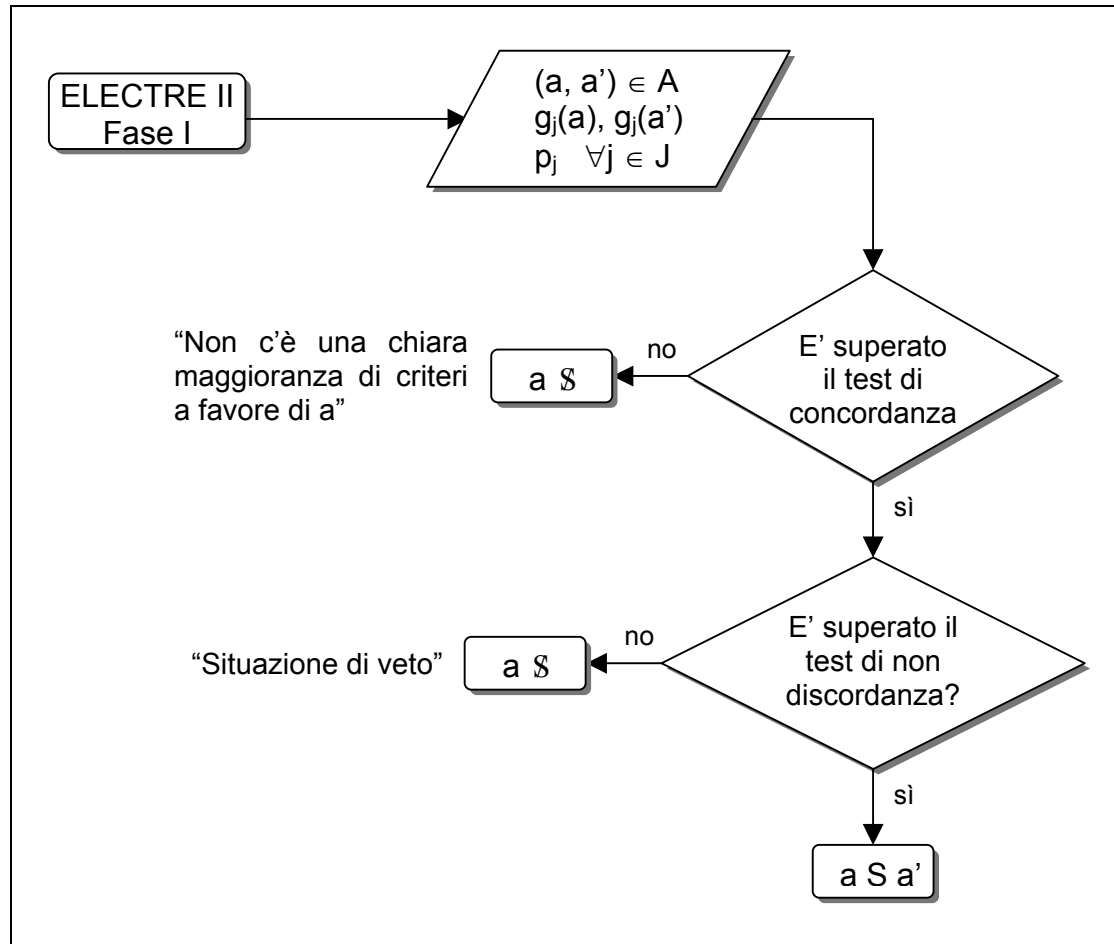 ELECTRE II
Fase I
(a, a’) ∈ A
gj(a), gj(a’)
pj ∀j ∈ J
“Non c’è una chiara
maggioranza di criteri
a favore di a”
a $
no
E’ superato
il test di
concordanza
sì
“Situazione di veto”
a $
no
E’ superato il
test di non
discordanza?
sì
a S a’